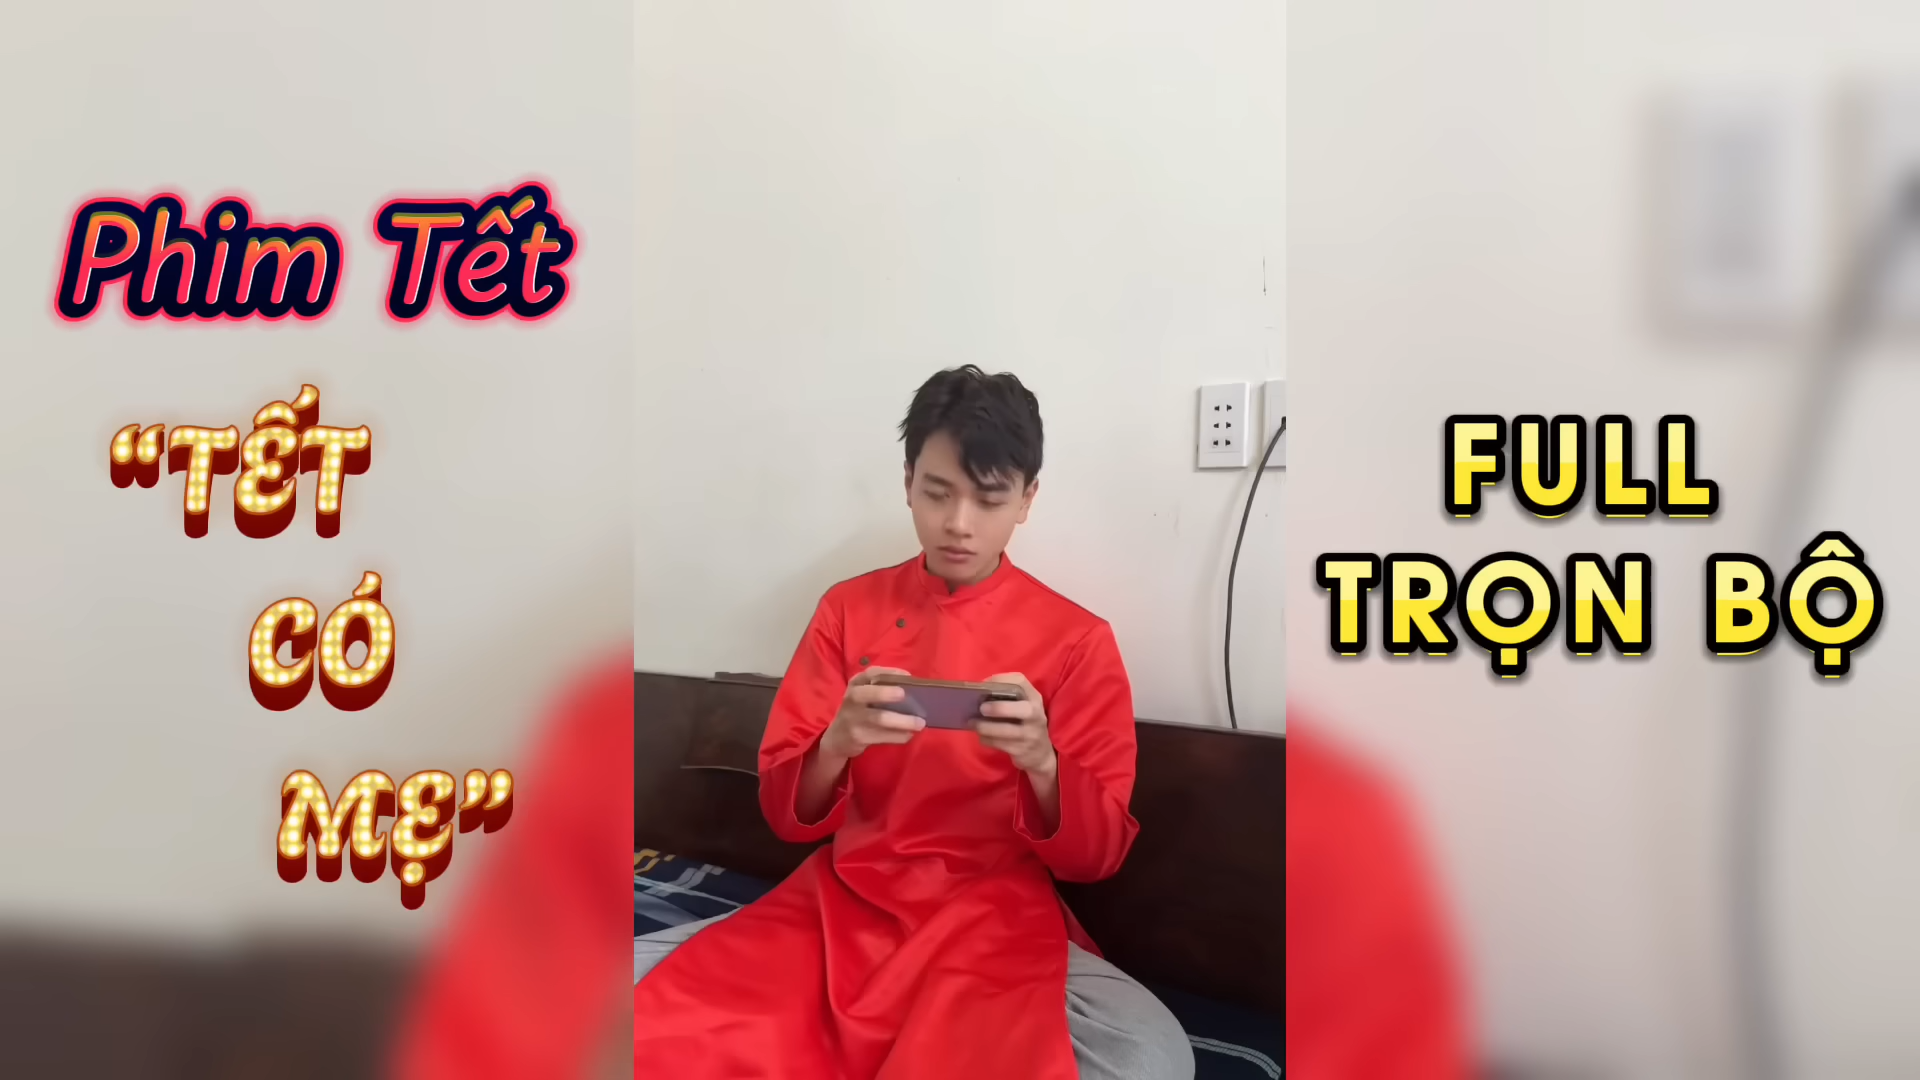 Phim Tết
“TẾT
CÓ
MẸ”
FULL
TRỌN BỘ